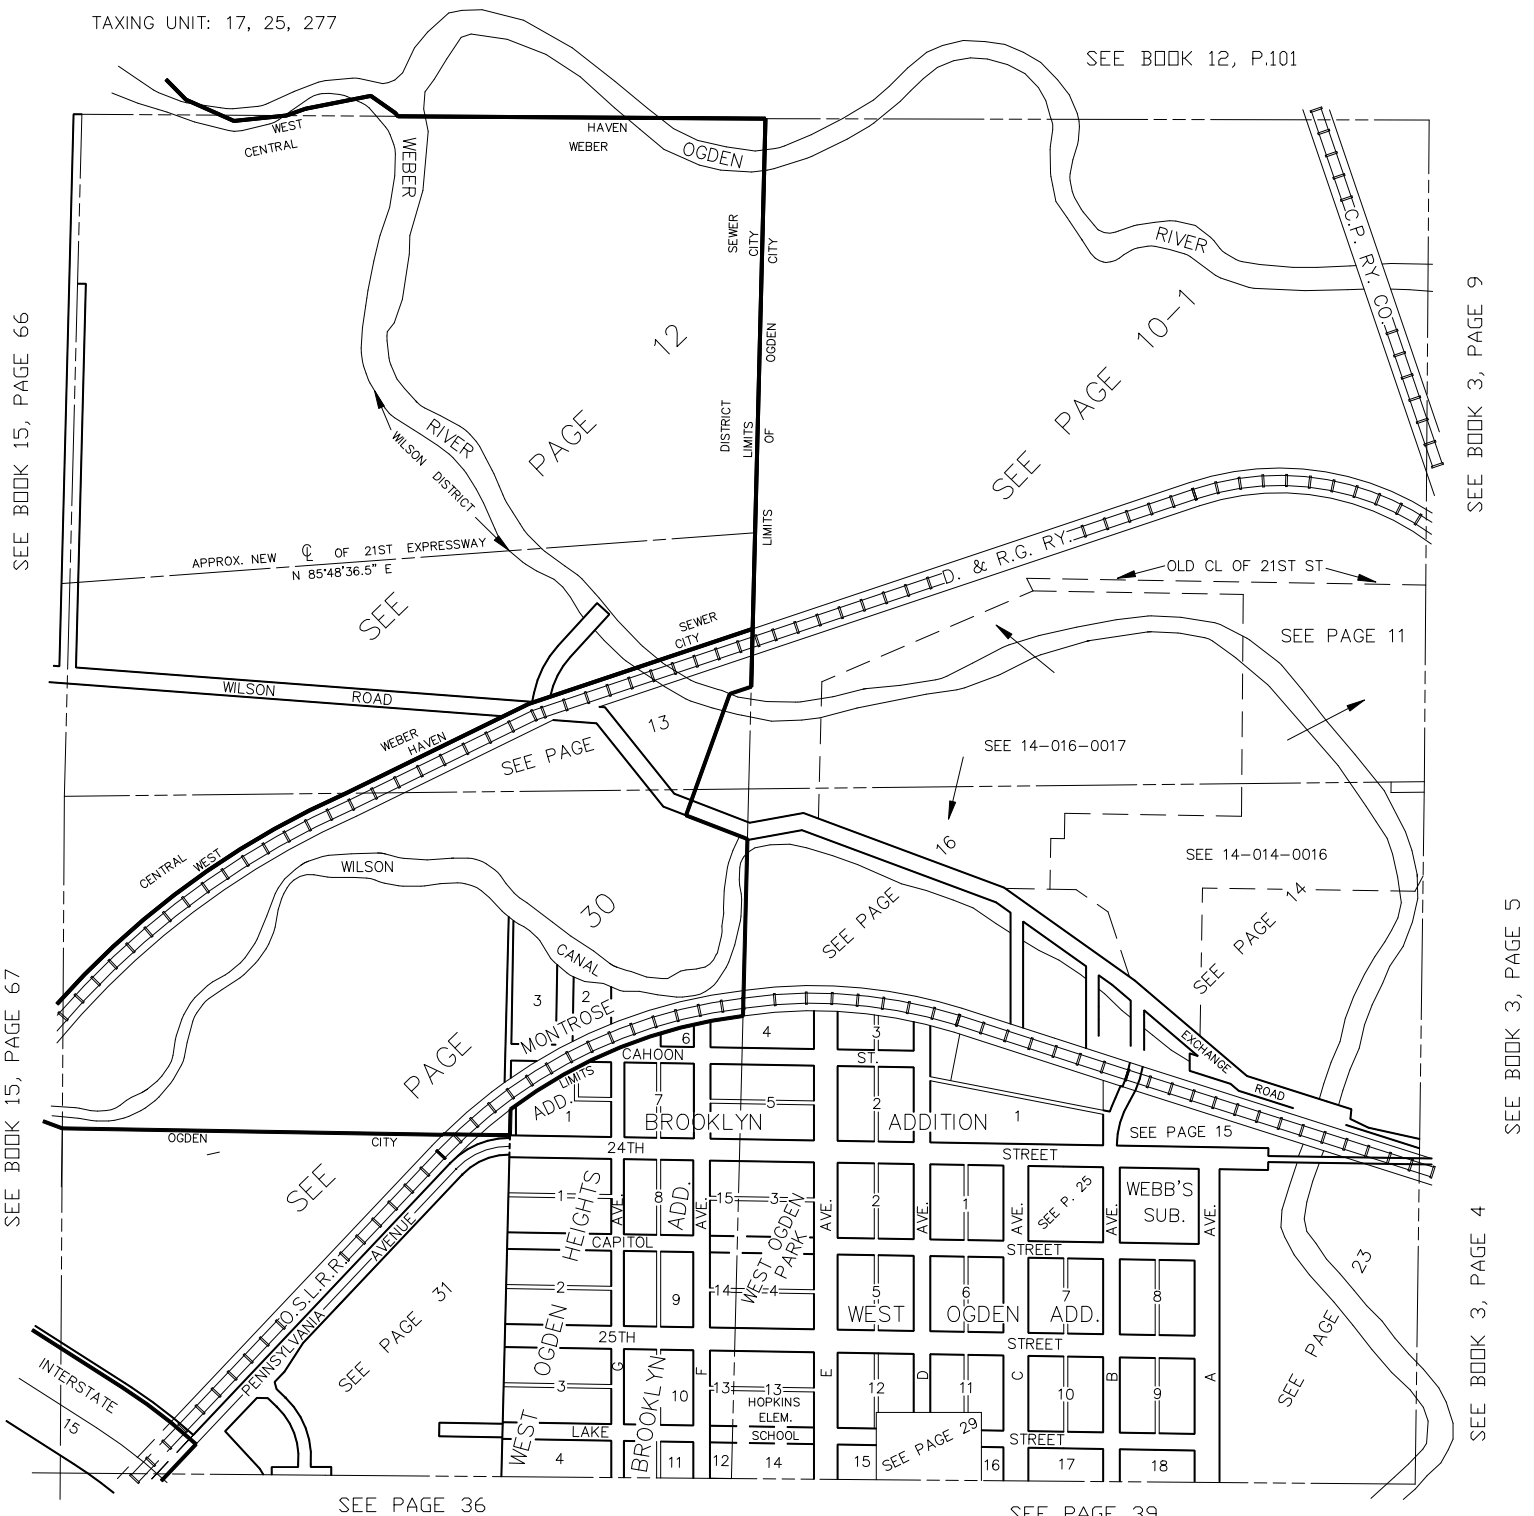 TAXING UNIT: 17, 25, 277
SEE BOOK 12, P.101
WEST
CENTRAL
HAVEN
WEBER
WEBER
OGDEN
RIVER
C.P. RY. CO.
SEWER
CITY
CITY
SEE BOOK 15, PAGE 66
SEE BOOK 3, PAGE 9
SEE PAGE 12
SEE PAGE 10-1
OGDEN
DISTRICT
LIMITS
OF
LIMITS
RIVER
WILSON DISTRICT
APPROX. NEW ℄ OF 21ST EXPRESSWAY
N 85°48'36.5" E
D. & R.G. RY.
OLD CL OF 21ST ST
SEE PAGE 11
SEWER
CITY
WILSON ROAD
WEBER
HAVEN
SEE PAGE 13
SEE 14-016-0017
CENTRAL
WEST
WILSON
CANAL
SEE PAGE 30
SEE PAGE 16
SEE 14-014-0016
SEE PAGE 14
SEE BOOK 15, PAGE 67
SEE BOOK 3, PAGE 5
3
2
MONTROSE
6
4
3
CAHOON
ST.
EXCHANGE
ROAD
LIMITS
ADD.
1
7
5
2
1
BROOKLYN
ADDITION
SEE PAGE 15
OGDEN
CITY
24TH
STREET
1
8
15
3
2
1
SEE P. 25
WEBB'S
SUB.
HEIGHTS
AVE.
ADD.
AVE.
OGDEN
PARK
WEST
AVE.
AVE.
AVE.
AVE.
AVE.
CAPITOL
STREET
O.S.L.R.R.
PENNSYLVANIA AVENUE
SEE PAGE 31
2
9
14
4
5
6
7
8
WEST OGDEN ADD.
SEE PAGE 23
SEE BOOK 3, PAGE 4
25TH
STREET
OGDEN
G
BROOKLYN
F
E
D
C
B
A
3
10
13
13
12
11
10
9
HOPKINS
ELEM.
SCHOOL
INTERSTATE
15
WEST
LAKE
STREET
4
11
12
14
15
SEE PAGE 29
16
17
18
SEE PAGE 36
SEE PAGE 39